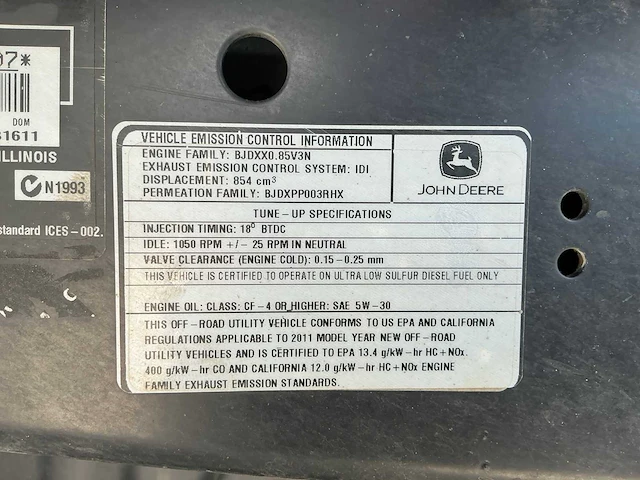 07*
DOM
31611
ILLINOIS
N1993
standard ICES-002.
VEHICLE EMISSION CONTROL INFORMATION
ENGINE FAMILY: BJDXX0.85V3N
EXHAUST EMISSION CONTROL SYSTEM: IDI
DISPLACEMENT: 854 cm³
PERMEATION FAMILY: BJDXPP003RHX
JOHN DEERE
TUNE-UP SPECIFICATIONS
INJECTION TIMING: 18° BTDC
IDLE: 1050 RPM +/- 25 RPM IN NEUTRAL
VALVE CLEARANCE (ENGINE COLD): 0.15-0.25 mm
THIS VEHICLE IS CERTIFIED TO OPERATE ON ULTRA LOW SULFUR DIESEL FUEL ONLY
ENGINE OIL: CLASS: CF-4 OR HIGHER: SAE 5W-30
THIS OFF-ROAD UTILITY VEHICLE CONFORMS TO US EPA AND CALIFORNIA
REGULATIONS APPLICABLE TO 2011 MODEL YEAR NEW OFF-ROAD
UTILITY VEHICLES AND IS CERTIFIED TO EPA 13.4 g/kW-hr HC+NOx.
400 g/kW-hr CO AND CALIFORNIA 12.0 g/kW-hr HC+NOx ENGINE
FAMILY EXHAUST EMISSION STANDARDS.